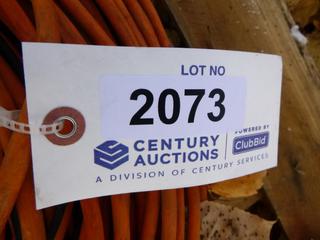 LOT NO
2073
CENTURY
AUCTIONS
POWERED BY
ClubBid
A DIVISION OF CENTURY SERVICES